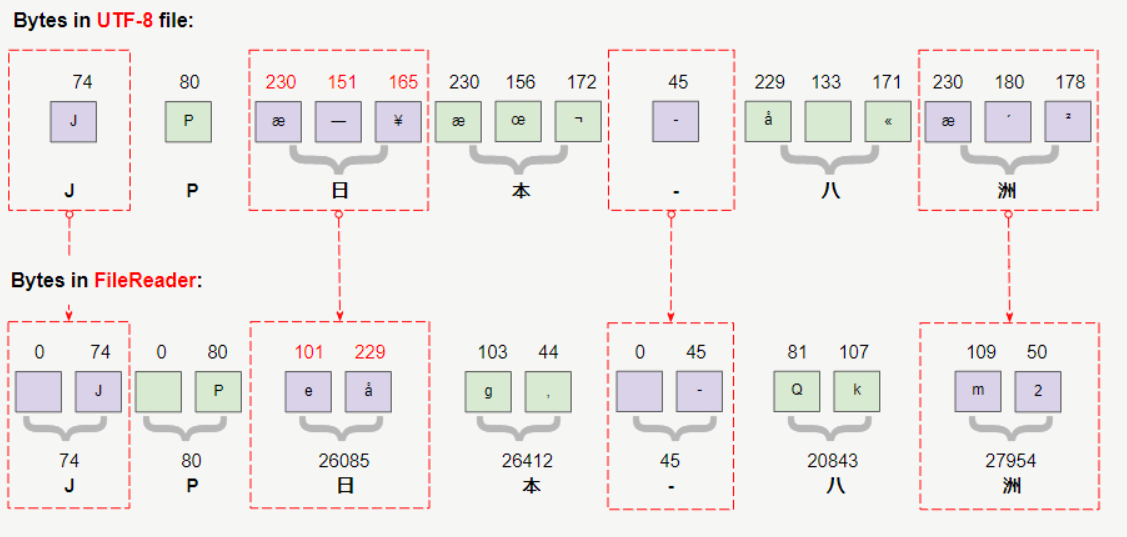 Bytes in UTF-8 file:
74 80 230 151 165 230 156 172 45 229 133 171 230 180 178
J P æ — ¥ æ œ ¬ - å « æ ´ ²
J P 日 本 - 八 洲
Bytes in FileReader:
0 74 0 80 101 229 103 44 0 45 81 107 109 50
J P e å g , - Q k m 2
74 80 26085 26412 45 20843 27954
J P 日 本 - 八 洲